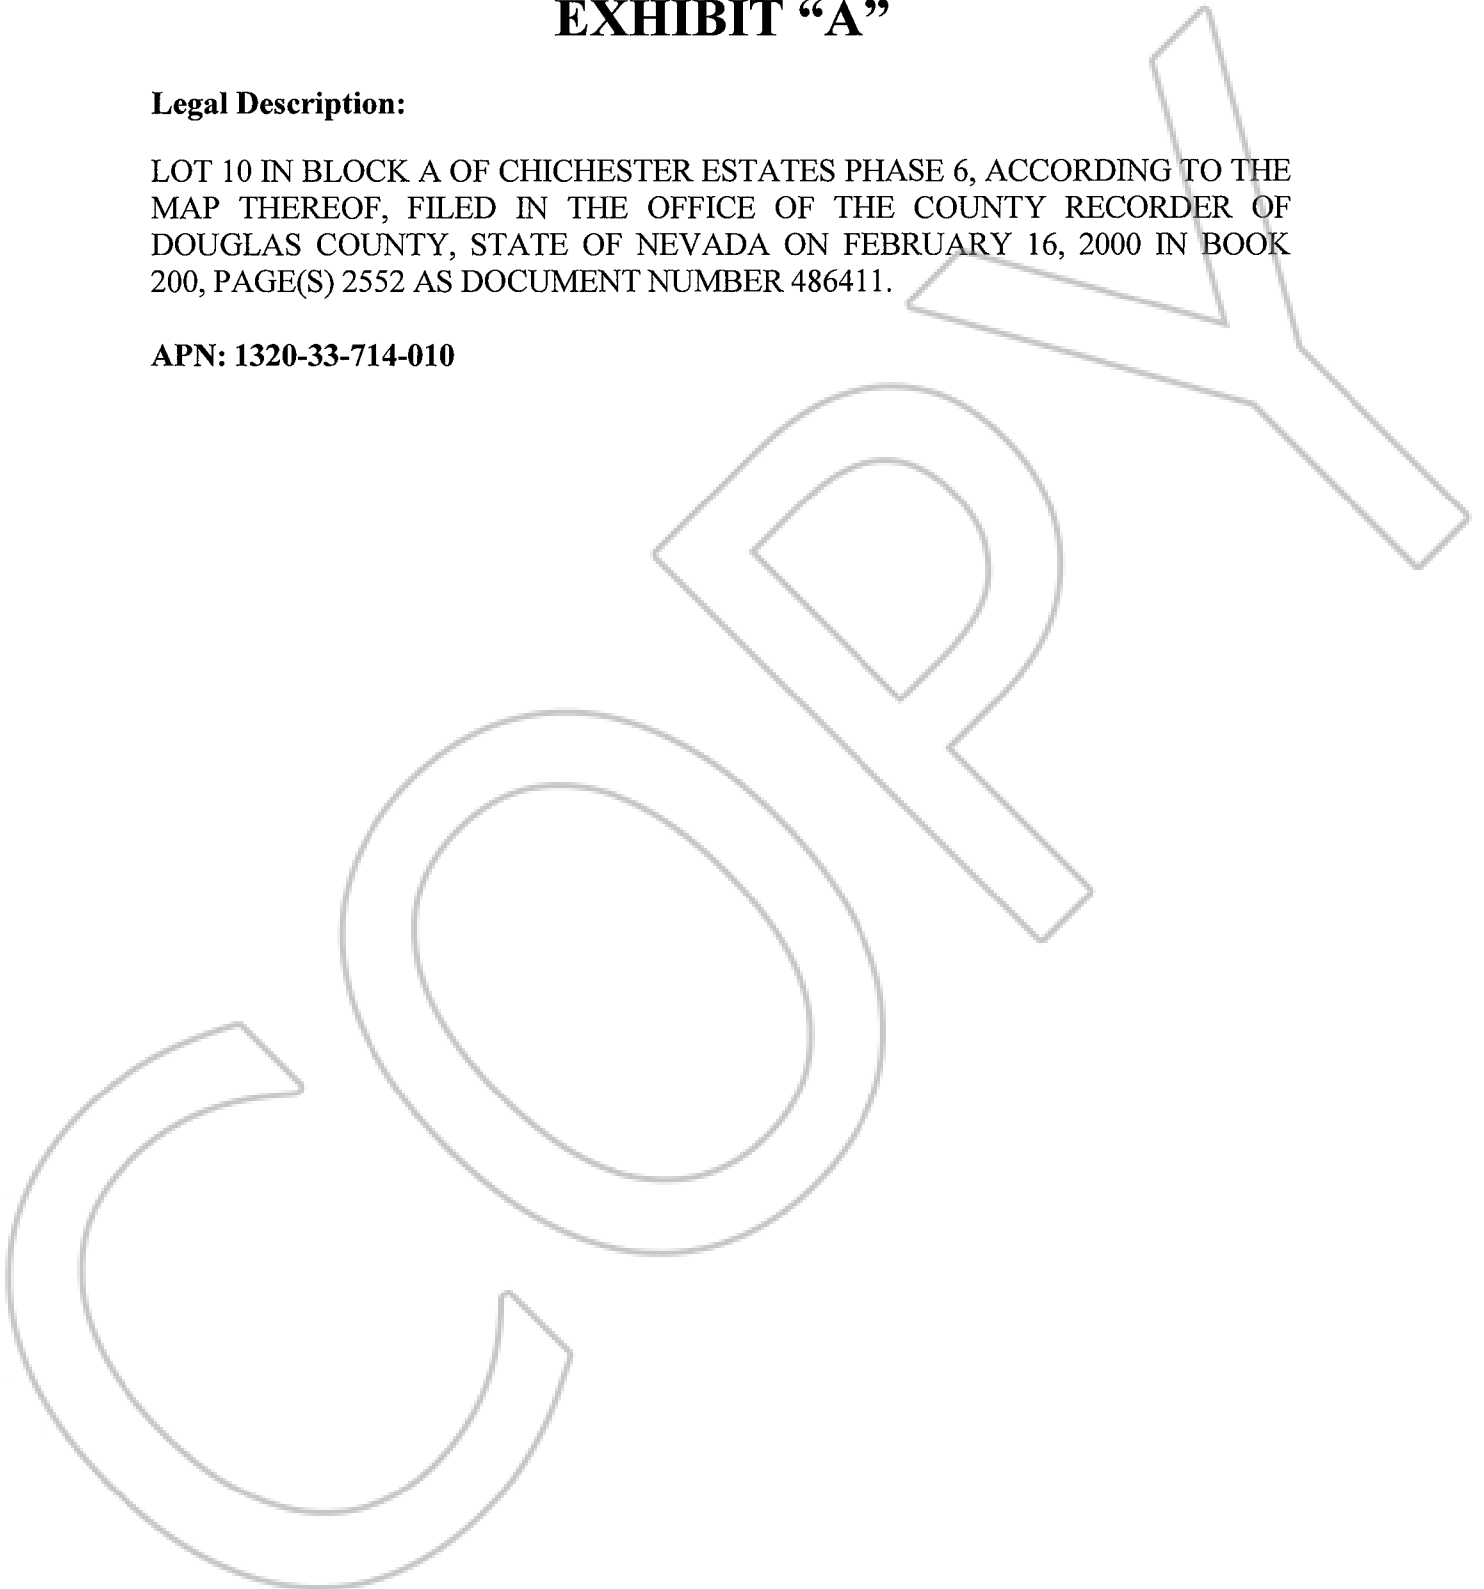 EXHIBIT “A”
Legal Description:
LOT 10 IN BLOCK A OF CHICHESTER ESTATES PHASE 6, ACCORDING TO THE
MAP THEREOF, FILED IN THE OFFICE OF THE COUNTY RECORDER OF
DOUGLAS COUNTY, STATE OF NEVADA ON FEBRUARY 16, 2000 IN BOOK
200, PAGE(S) 2552 AS DOCUMENT NUMBER 486411.
APN: 1320-33-714-010
COPY